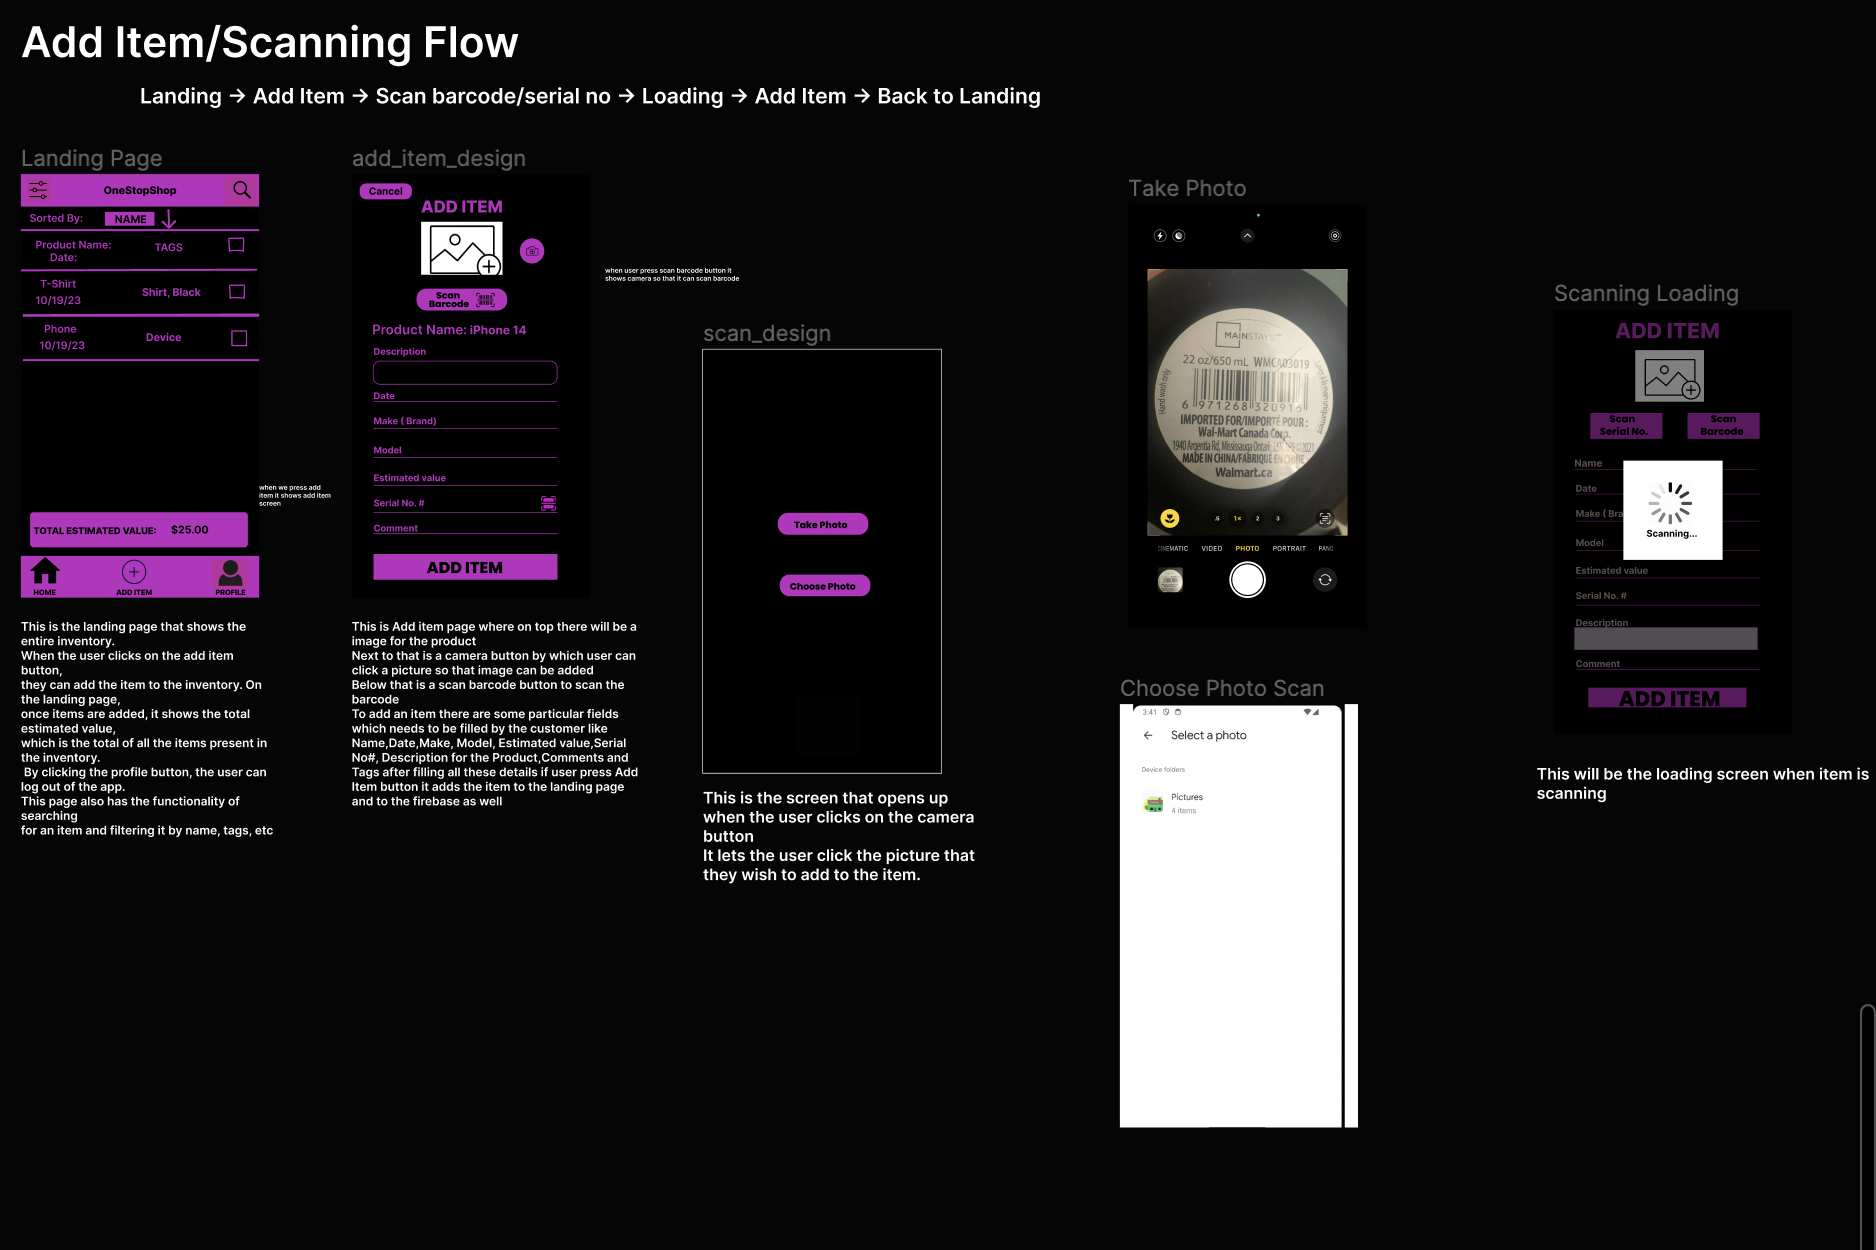 Add Item/Scanning Flow
Landing → Add Item → Scan barcode/serial no → Loading → Add Item → Back to Landing
Landing Page
OneStopShop
Sorted By: NAME
Product Name: TAGS
Date:
T-Shirt
10/19/23
Shirt, Black
Phone
10/19/23
Device
when we press add
item it shows add item
screen
TOTAL ESTIMATED VALUE: $25.00
HOME ADD ITEM PROFILE
This is the landing page that shows the
entire inventory.
When the user clicks on the add item
button,
they can add the item to the inventory. On
the landing page,
once items are added, it shows the total
estimated value,
which is the total of all the items present in
the inventory.
By clicking the profile button, the user can
log out of the app.
This page also has the functionality of
searching
for an item and filtering it by name, tags, etc
add_item_design
Cancel
ADD ITEM
Scan
Barcode
Product Name: iPhone 14
Description
Date
Make ( Brand)
Model
Estimated value
Serial No. #
Comment
ADD ITEM
This is Add item page where on top there will be a
image for the product
Next to that is a camera button by which user can
click a picture so that image can be added
Below that is a scan barcode button to scan the
barcode
To add an item there are some particular fields
which needs to be filled by the customer like
Name,Date,Make, Model, Estimated value,Serial
No#, Description for the Product,Comments and
Tags after filling all these details if user press Add
Item button it adds the item to the landing page
and to the firebase as well
when user press scan barcode button it
shows camera so that it can scan barcode
scan_design
Take Photo
Choose Photo
This is the screen that opens up
when the user clicks on the camera
button
It lets the user click the picture that
they wish to add to the item.
Take Photo
MAINSTAYS
22 oz/650 mL WMCA03019
Hand wash only
6 971268 320916
IMPORTED FOR/IMPORTÉ POUR :
Wal-Mart Canada Corp.
1940 Argentia Rd, Mississauga Ontario
©2021
MADE IN CHINA/FABRIQUÉ EN CHINE
Walmart.ca
.5 1× 2 3
CINEMATIC VIDEO PHOTO PORTRAIT PANO
Choose Photo Scan
3:41
Select a photo
Device folders
Pictures
4 items
Scanning Loading
ADD ITEM
Scan
Serial No.
Scan
Barcode
Name
Date
Make ( Bra
Model
Scanning...
Estimated value
Serial No. #
Description
Comment
ADD ITEM
This will be the loading screen when item is
scanning